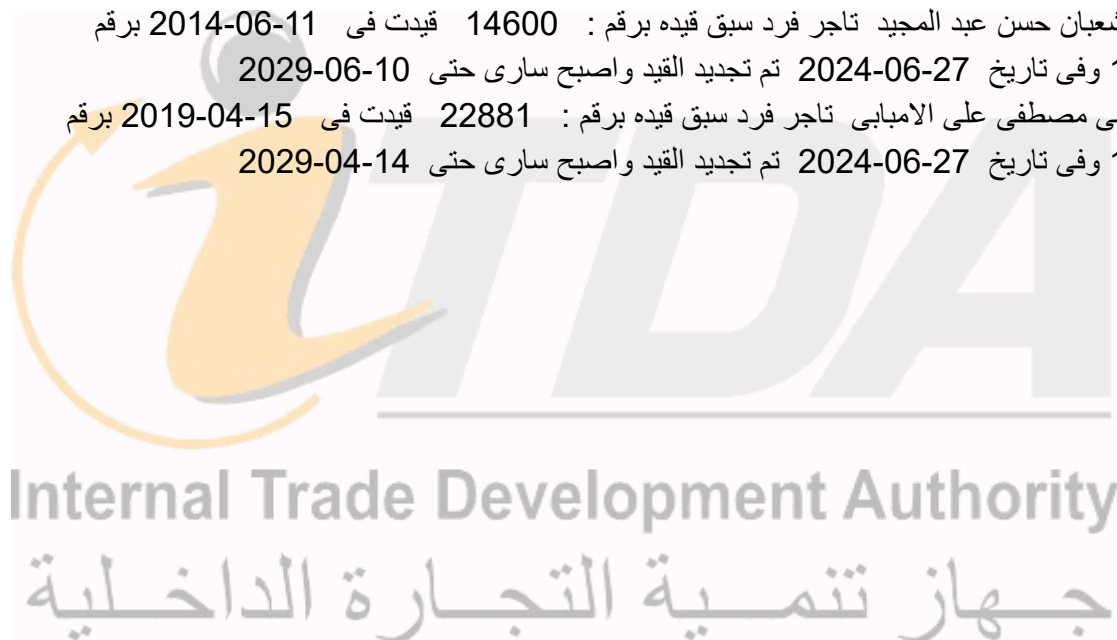 شعبان حسن عبد المجيد تاجر فرد سبق قيده برقم : 14600 قيدت فى 11-06-2014 برقم
وفى تاريخ 27-06-2024 تم تجديد القيد واصبح سارى حتى 10-06-2029
مصطفى على الامبابى تاجر فرد سبق قيده برقم : 22881 قيدت فى 15-04-2019 برقم
وفى تاريخ 27-06-2024 تم تجديد القيد واصبح سارى حتى 14-04-2029
iTDA
Internal Trade Development Authority
جهاز تنمية التجارة الداخلية